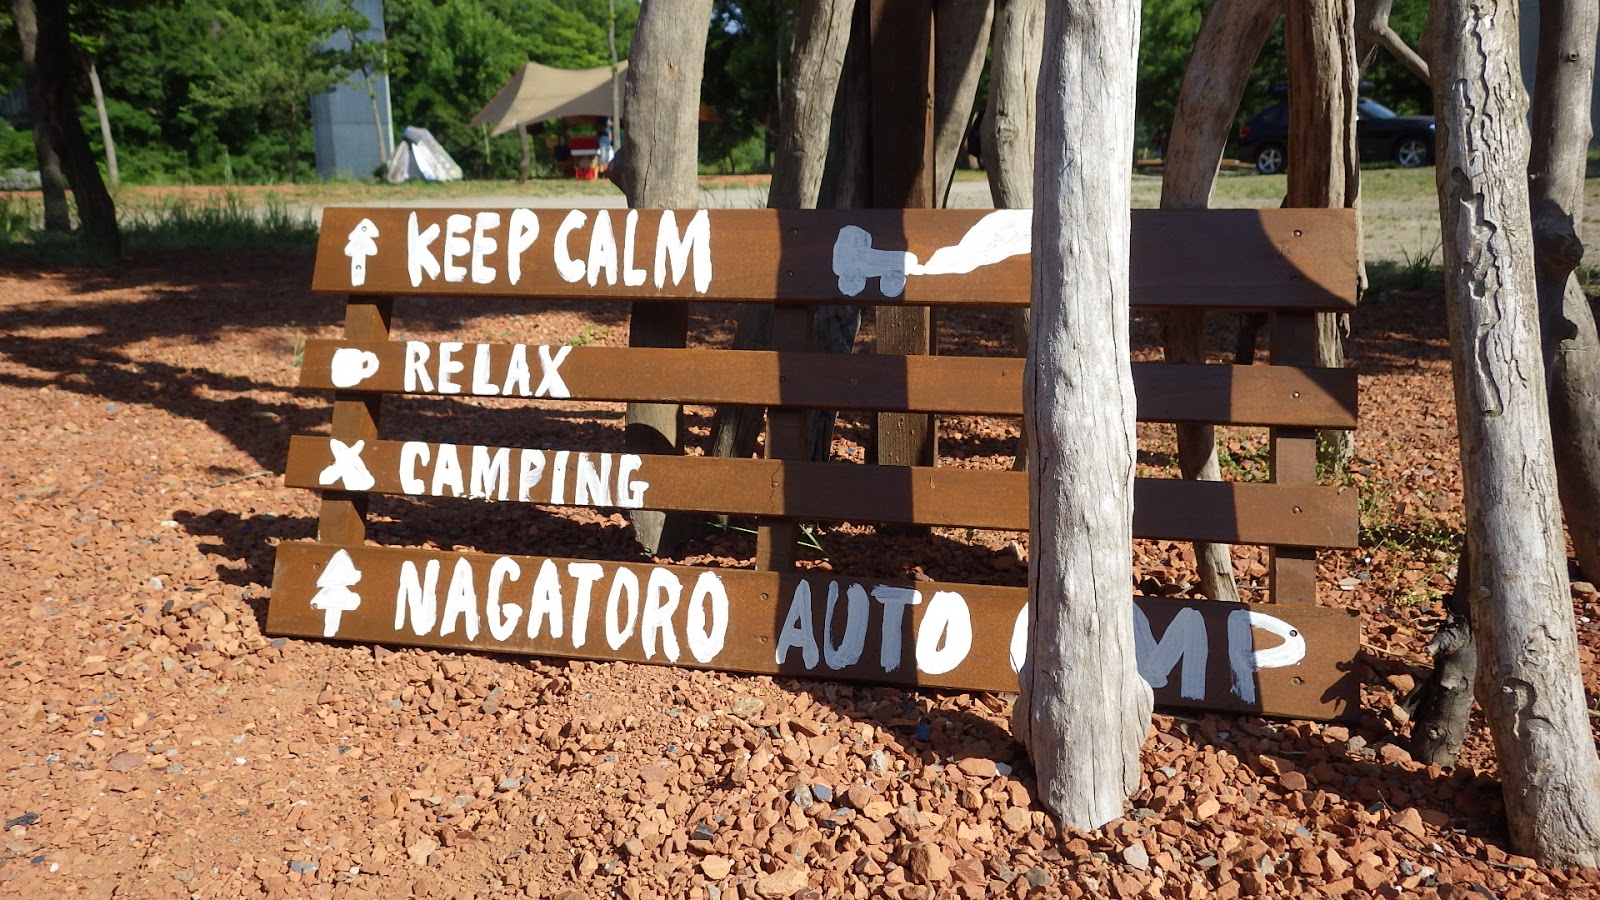 KEEP CALM
RELAX
CAMPING
NAGATORO AUTO